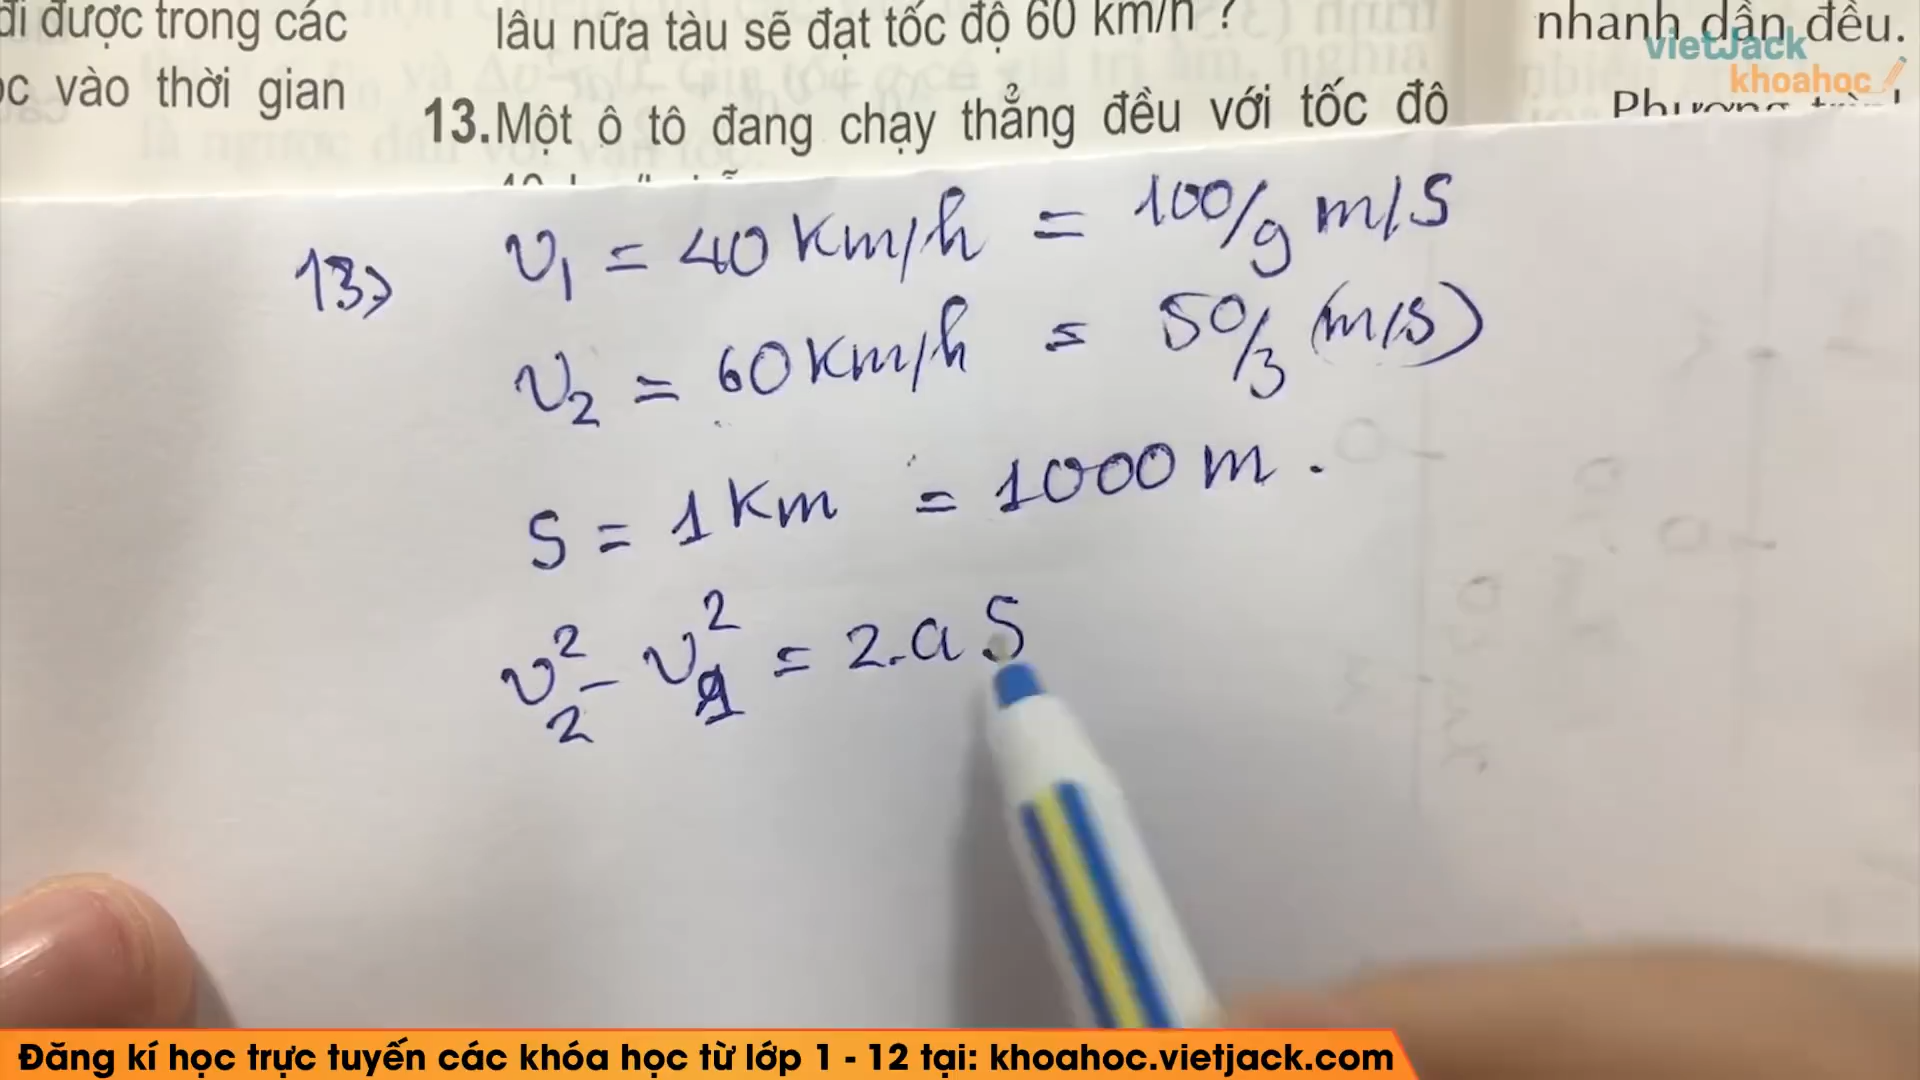 đi được trong các
vào thời gian
lâu nữa tàu sẽ đạt tốc độ 60 km/h ?
13. Một ô tô đang chạy thẳng đều với tốc độ
nhanh dần đều.
vietJack
khoahoc
13)
v₁ = 40 km/h = 100/9 m/s
v₂ = 60 km/h = 50/3 (m/s)
S = 1 km = 1000 m.
v₂² - v₁² = 2.a S
Đăng kí học trực tuyến các khóa học từ lớp 1 - 12 tại: khoahoc.vietjack.com